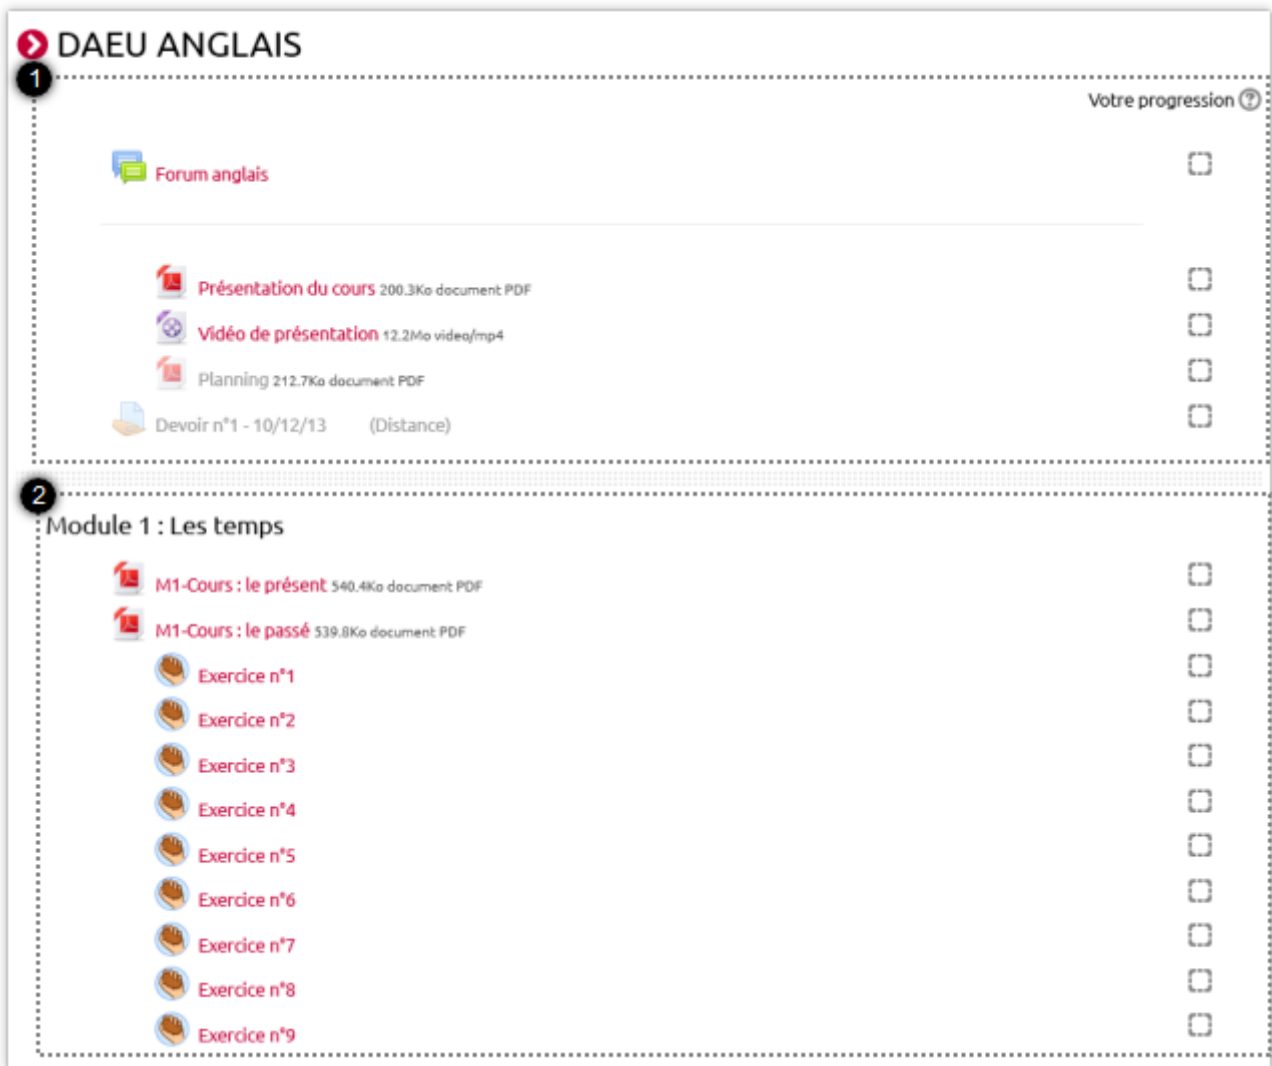 DAEU ANGLAIS
1
Votre progression ?
Forum anglais
Présentation du cours 200.3Ko document PDF
Vidéo de présentation 12.2Mo video/mp4
Planning 212.7Ko document PDF
Devoir n°1 - 10/12/13 (Distance)
2
Module 1 : Les temps
M1-Cours : le présent 540.4Ko document PDF
M1-Cours : le passé 539.8Ko document PDF
Exercice n°1
Exercice n°2
Exercice n°3
Exercice n°4
Exercice n°5
Exercice n°6
Exercice n°7
Exercice n°8
Exercice n°9